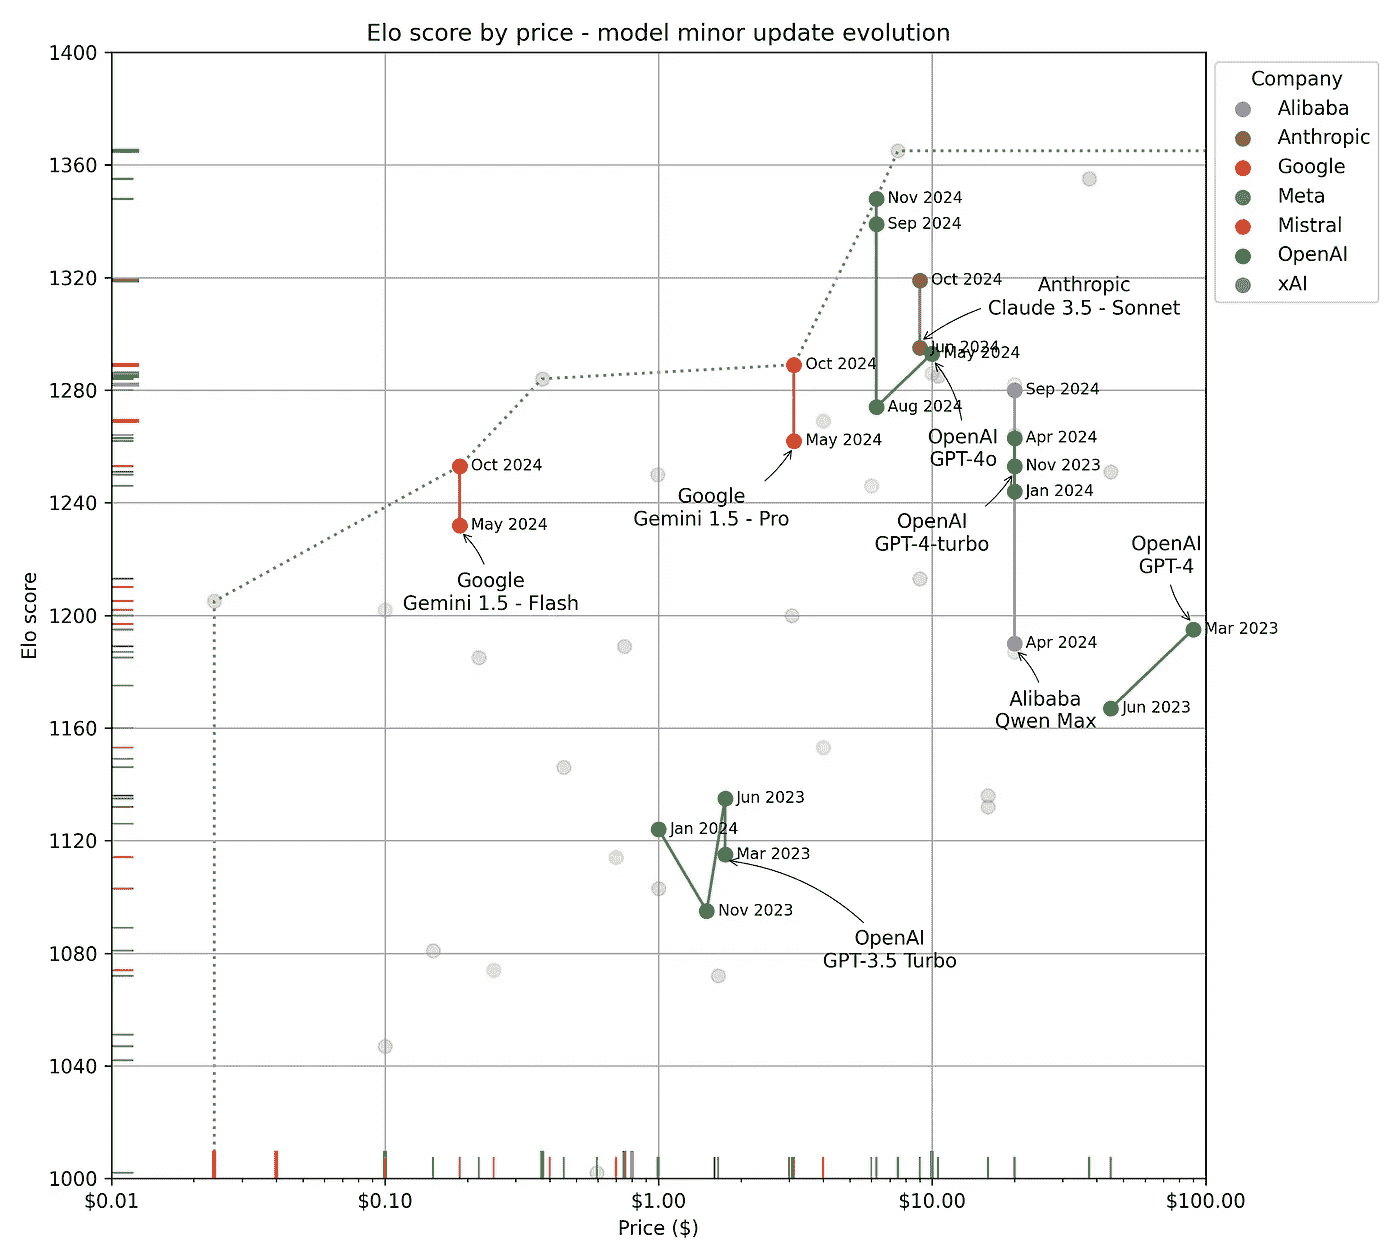 Elo score by price - model minor update evolution
1400
1360
1320
1280
1240
1200
1160
1120
1080
1040
1000
Elo score
$0.01
$0.10
$1.00
$10.00
$100.00
Price ($)
Company
Alibaba
Anthropic
Google
Meta
Mistral
OpenAI
xAI
Nov 2024
Sep 2024
Oct 2024
Anthropic
Claude 3.5 - Sonnet
Jun 2024
May 2024
Oct 2024
Aug 2024
Sep 2024
May 2024
OpenAI
GPT-4o
Apr 2024
Nov 2023
Jan 2024
Oct 2024
May 2024
Google
Gemini 1.5 - Pro
OpenAI
GPT-4-turbo
OpenAI
GPT-4
Google
Gemini 1.5 - Flash
Mar 2023
Apr 2024
Alibaba
Qwen Max
Jun 2023
Jun 2023
Jan 2024
Mar 2023
Nov 2023
OpenAI
GPT-3.5 Turbo